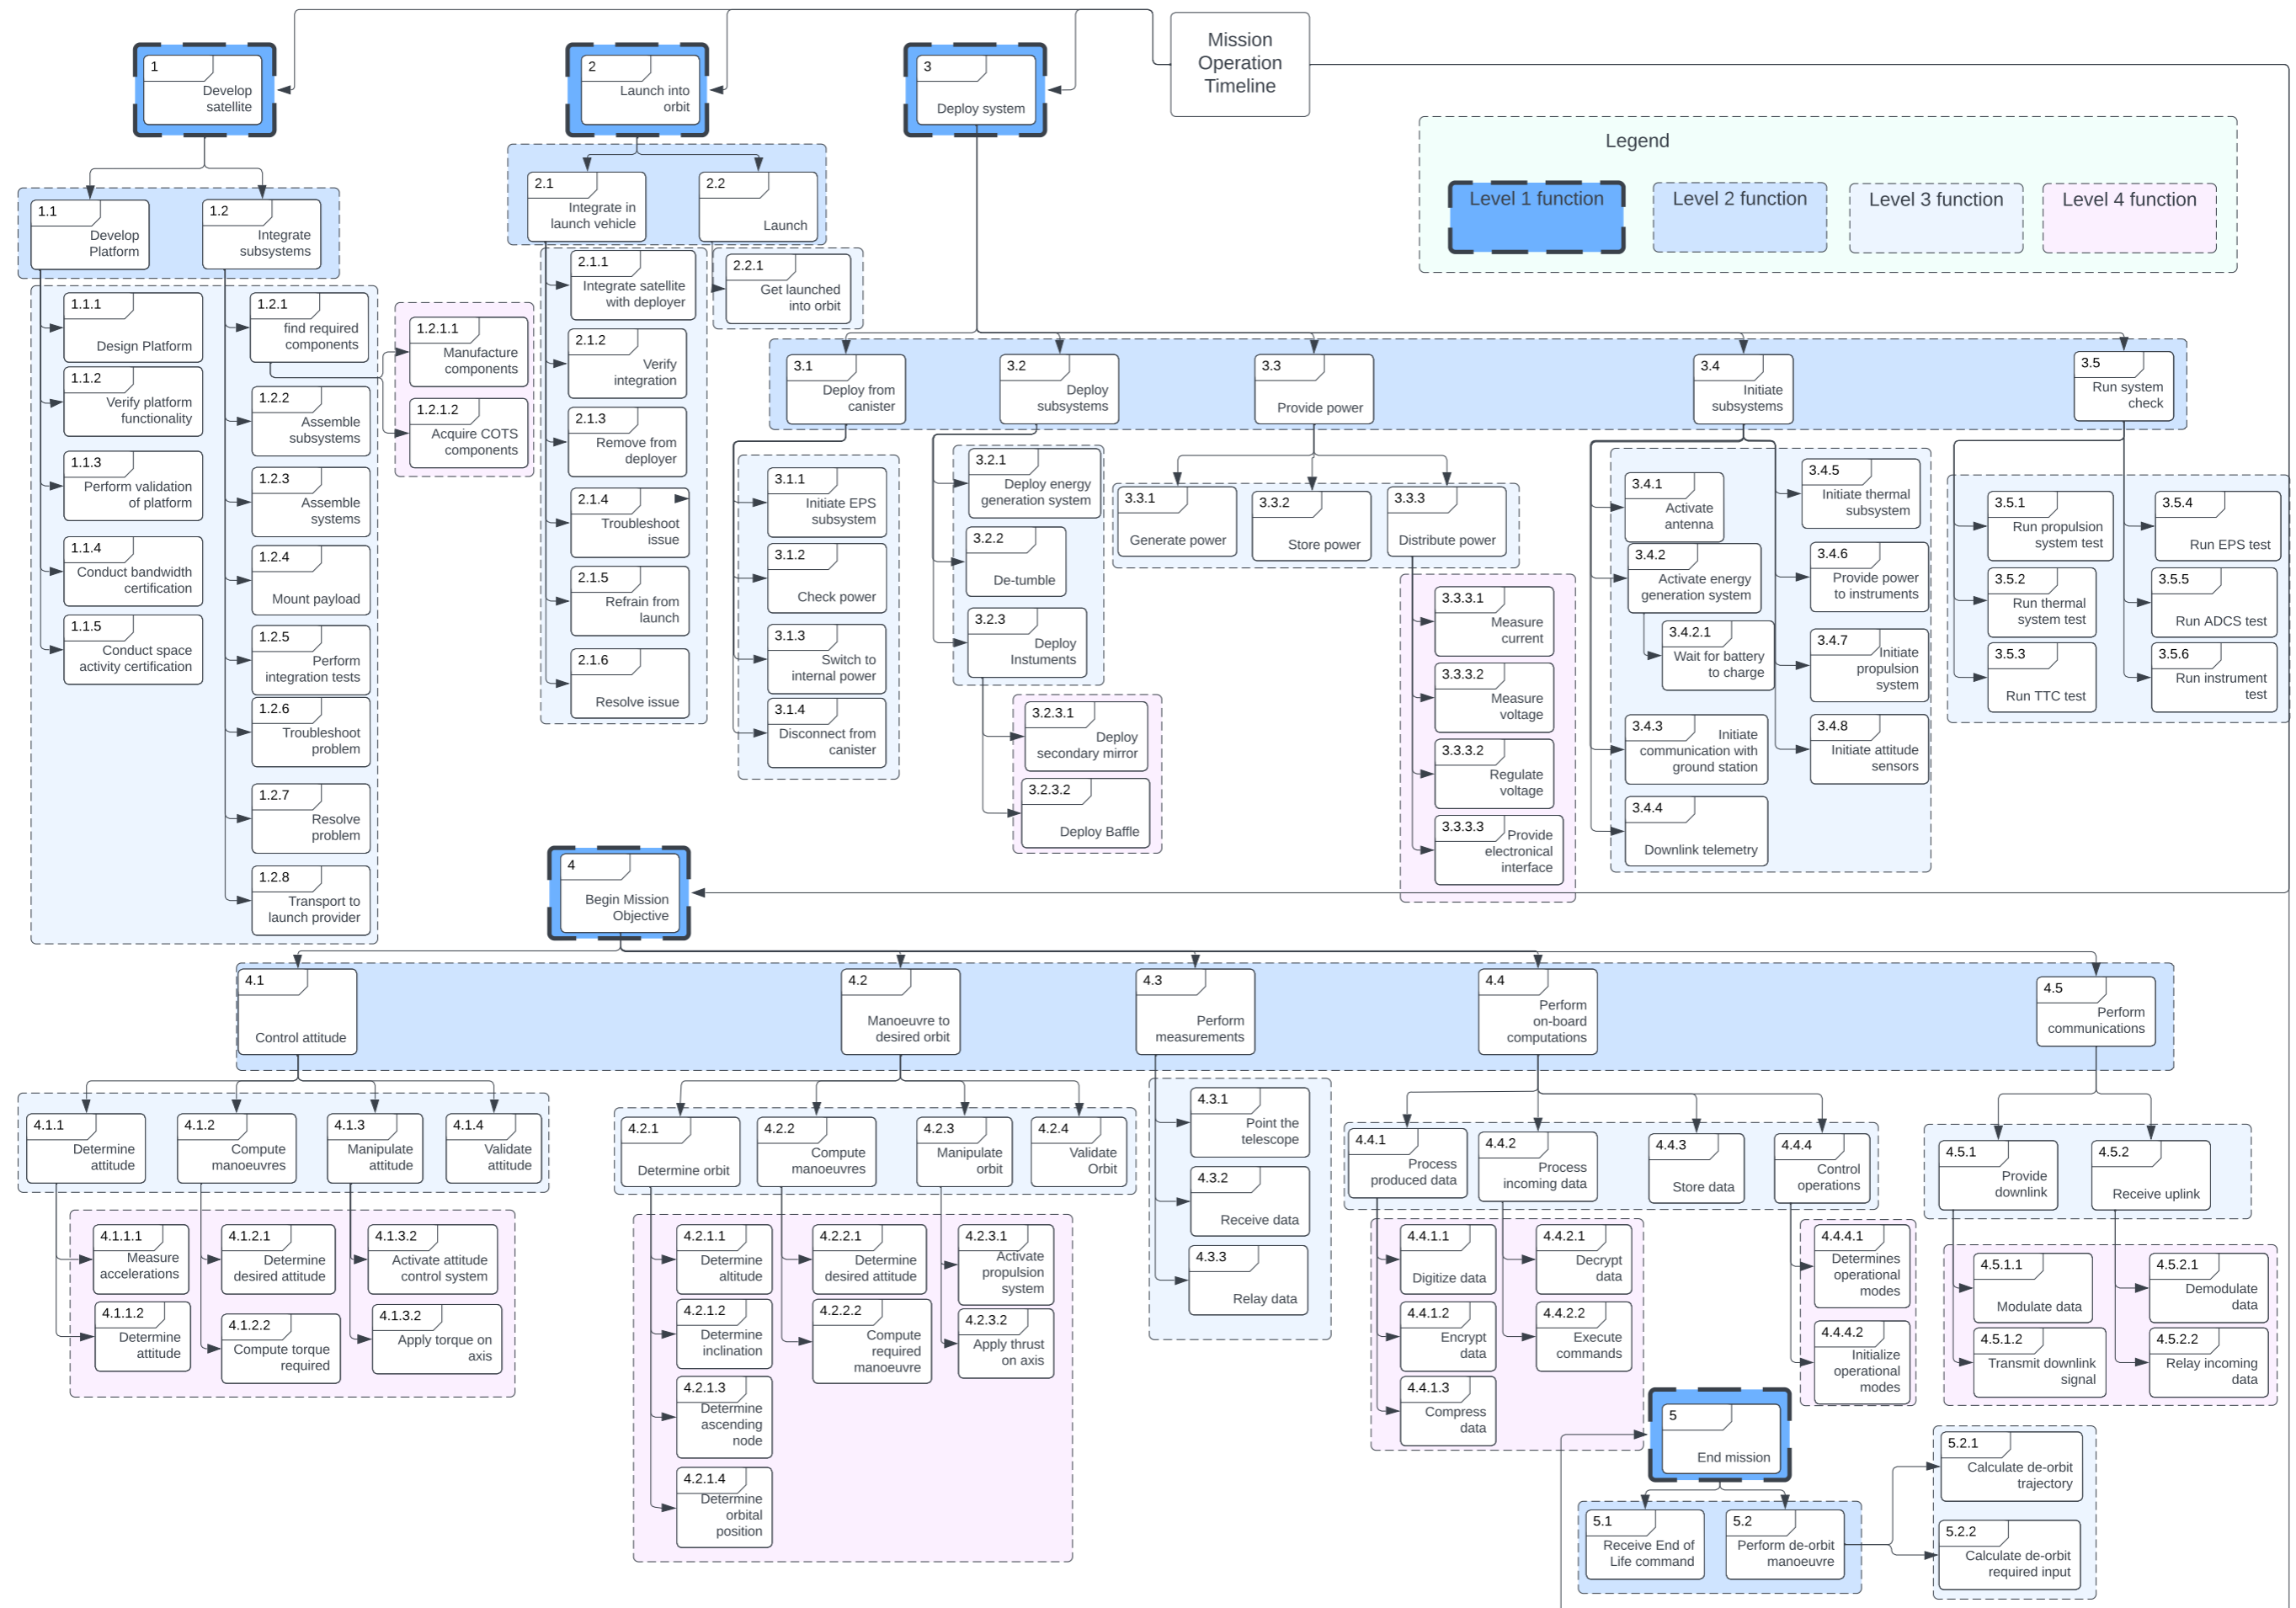 Mission
Operation
Timeline
1
Develop
satellite
2
Launch into
orbit
3
Deploy system
Legend
Level 1 function
Level 2 function
Level 3 function
Level 4 function
1.1
Develop
Platform
1.2
Integrate
subsystems
2.1
Integrate in
launch vehicle
2.2
Launch
1.1.1
Design Platform
1.1.2
Verify platform
functionality
1.1.3
Perform validation
of platform
1.1.4
Conduct bandwidth
certification
1.1.5
Conduct space
activity certification
1.2.1
find required
components
1.2.2
Assemble
subsystems
1.2.3
Assemble
systems
1.2.4
Mount payload
1.2.5
Perform
integration tests
1.2.6
Troubleshoot
problem
1.2.7
Resolve
problem
1.2.8
Transport to
launch provider
1.2.1.1
Manufacture
components
1.2.1.2
Acquire COTS
components
2.1.1
Integrate satellite
with deployer
2.1.2
Verify
integration
2.1.3
Remove from
deployer
2.1.4
Troubleshoot
issue
2.1.5
Refrain from
launch
2.1.6
Resolve issue
2.2.1
Get launched
into orbit
3.1
Deploy from
canister
3.2
Deploy
subsystems
3.3
Provide power
3.4
Initiate
subsystems
3.5
Run system
check
3.1.1
Initiate EPS
subsystem
3.1.2
Check power
3.1.3
Switch to
internal power
3.1.4
Disconnect from
canister
3.2.1
Deploy energy
generation system
3.2.2
De-tumble
3.2.3
Deploy
Instuments
3.2.3.1
Deploy
secondary mirror
3.2.3.2
Deploy Baffle
3.3.1
Generate power
3.3.2
Store power
3.3.3
Distribute power
3.3.3.1
Measure
current
3.3.3.2
Measure
voltage
3.3.3.2
Regulate
voltage
3.3.3.3
Provide
electronical
interface
3.4.1
Activate
antenna
3.4.2
Activate energy
generation system
3.4.2.1
Wait for battery
to charge
3.4.3
Initiate
communication with
ground station
3.4.4
Downlink telemetry
3.4.5
Initiate thermal
subsystem
3.4.6
Provide power
to instruments
3.4.7
Initiate
propulsion
system
3.4.8
Initiate attitude
sensors
3.5.1
Run propulsion
system test
3.5.2
Run thermal
system test
3.5.3
Run TTC test
3.5.4
Run EPS test
3.5.5
Run ADCS test
3.5.6
Run instrument
test
4
Begin Mission
Objective
4.1
Control attitude
4.2
Manoeuvre to
desired orbit
4.3
Perform
measurements
4.4
Perform
on-board
computations
4.5
Perform
communications
4.1.1
Determine
attitude
4.1.2
Compute
manoeuvres
4.1.3
Manipulate
attitude
4.1.4
Validate
attitude
4.1.1.1
Measure
accelerations
4.1.1.2
Determine
attitude
4.1.2.1
Determine
desired attitude
4.1.2.2
Compute torque
required
4.1.3.2
Activate attitude
control system
4.1.3.2
Apply torque on
axis
4.2.1
Determine orbit
4.2.2
Compute
manoeuvres
4.2.3
Manipulate
orbit
4.2.4
Validate
Orbit
4.2.1.1
Determine
altitude
4.2.1.2
Determine
inclination
4.2.1.3
Determine
ascending
node
4.2.1.4
Determine
orbital
position
4.2.2.1
Determine
desired attitude
4.2.2.2
Compute
required
manoeuvre
4.2.3.1
Activate
propulsion
system
4.2.3.2
Apply thrust
on axis
4.3.1
Point the
telescope
4.3.2
Receive data
4.3.3
Relay data
4.4.1
Process
produced data
4.4.2
Process
incoming data
4.4.3
Store data
4.4.4
Control
operations
4.4.1.1
Digitize data
4.4.1.2
Encrypt
data
4.4.1.3
Compress
data
4.4.2.1
Decrypt
data
4.4.2.2
Execute
commands
4.4.4.1
Determines
operational
modes
4.4.4.2
Initialize
operational
modes
4.5.1
Provide
downlink
4.5.2
Receive uplink
4.5.1.1
Modulate data
4.5.1.2
Transmit downlink
signal
4.5.2.1
Demodulate
data
4.5.2.2
Relay incoming
data
5
End mission
5.1
Receive End of
Life command
5.2
Perform de-orbit
manoeuvre
5.2.1
Calculate de-orbit
trajectory
5.2.2
Calculate de-orbit
required input